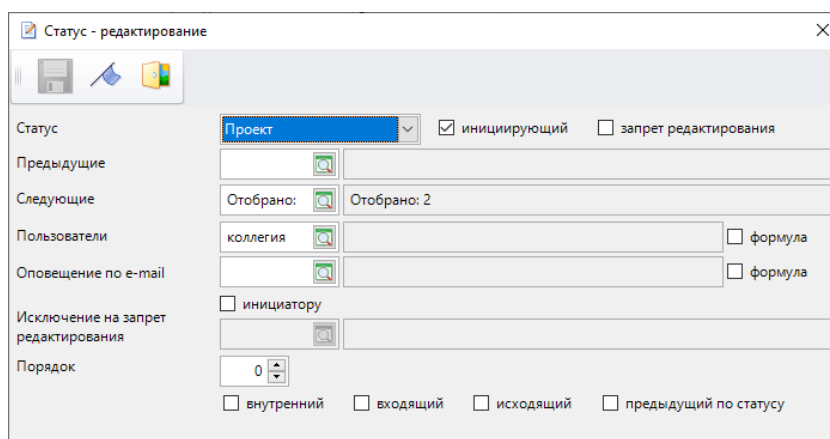 Статус - редактирование
Статус Проект инициирующий запрет редактирования
Предыдущие
Следующие Отобрано: Отобрано: 2
Пользователи коллегия формула
Оповещение по e-mail формула
инициатору
Исключение на запрет
редактирования
Порядок 0
внутренний входящий исходящий предыдущий по статусу